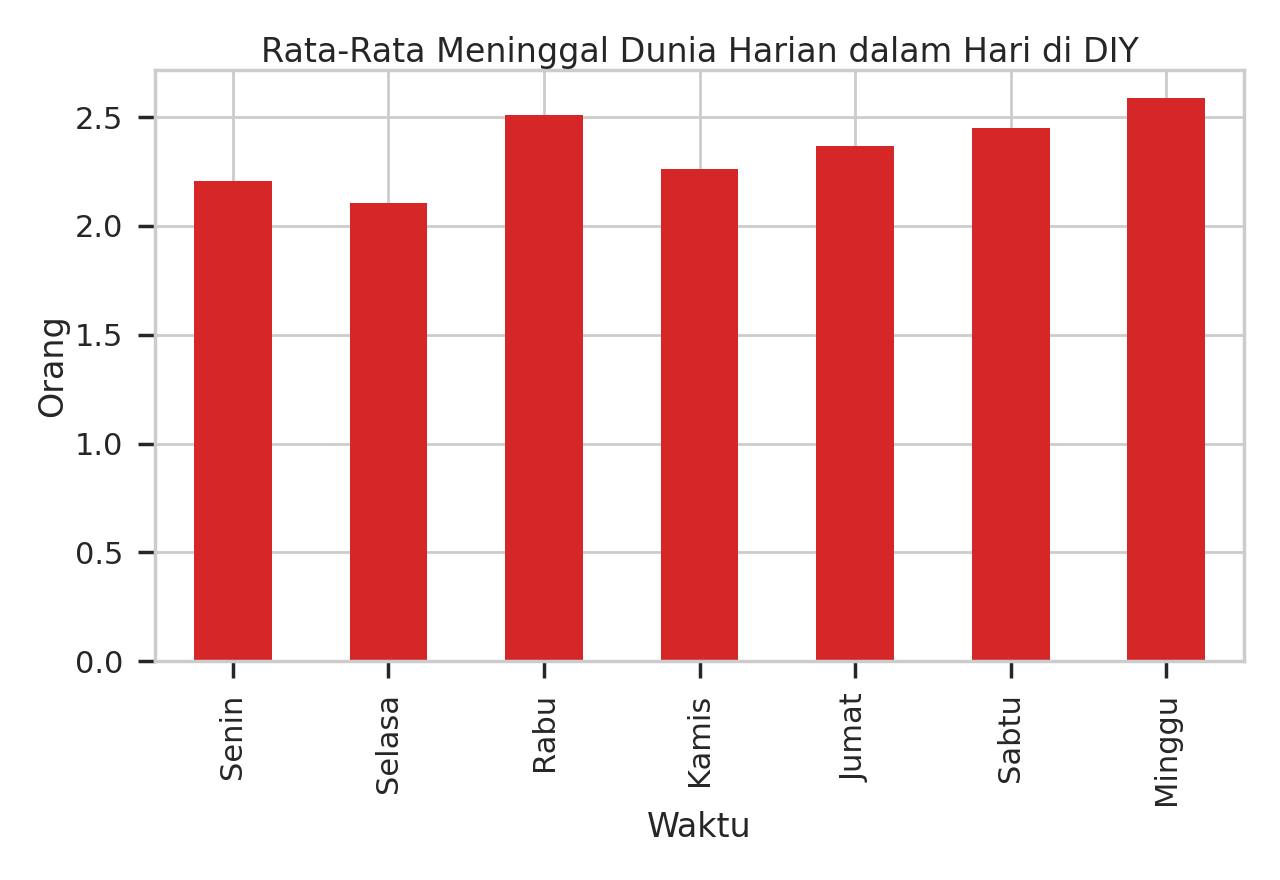 Rata-Rata Meninggal Dunia Harian dalam Hari di DIY
2.5
2.0
1.5
1.0
0.5
0.0
Orang
Senin
Selasa
Rabu
Kamis
Jumat
Sabtu
Minggu
Waktu